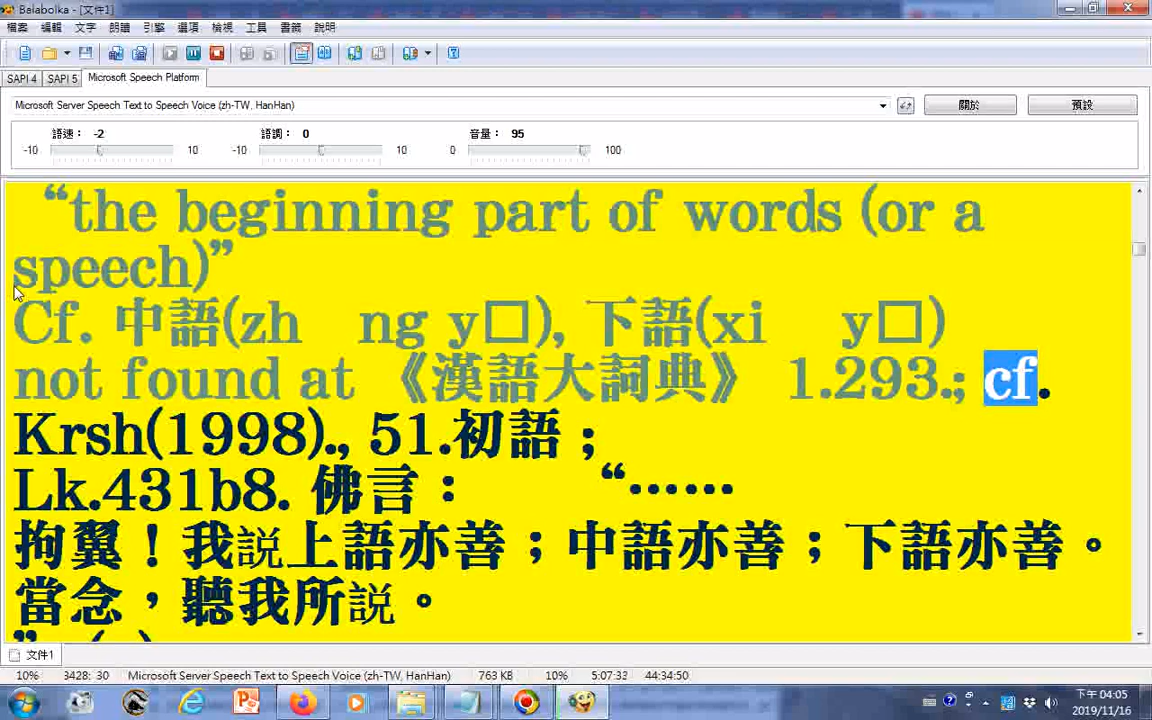 Balabolka - [文件1]
檔案 編輯 文字 朗讀 引擎 選項 檢視 工具 書籤 說明
SAPI 4 SAPI 5 Microsoft Speech Platform
Microsoft Server Speech Text to Speech Voice (zh-TW, HanHan) 關於 預設
語速： -2 語調： 0 音量： 95
-10 10 -10 10 0 100
“the beginning part of words (or a
speech)”
Cf. 中語(zh ng y□), 下語(xi y□)
not found at 《漢語大詞典》 1.293.; cf.
Krsh(1998)., 51.初語；
Lk.431b8. 佛言： “……
拘翼！我説上語亦善；中語亦善；下語亦善。
當念，聽我所説。
文件1
10% 3428: 30 Microsoft Server Speech Text to Speech Voice (zh-TW, HanHan) 763 KB 10% 5:07:33 44:34:50
下午 04:05
2019/11/16